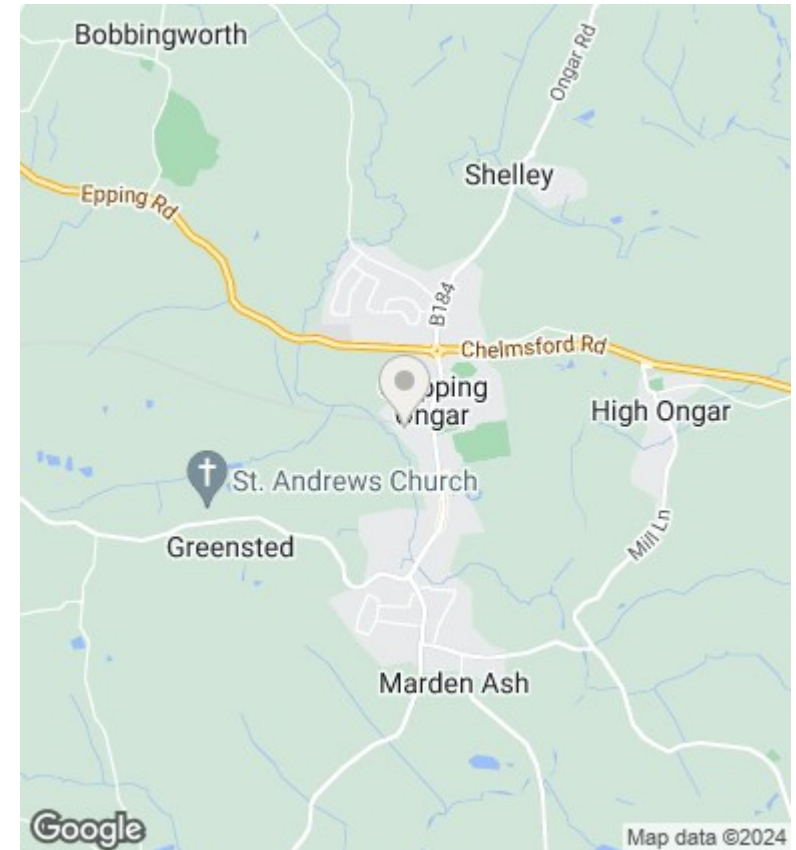 Bobbingworth
Ongar Rd
Shelley
Epping Rd
B184
Chelmsford Rd
Ongar
High Ongar
St. Andrews Church
Mill Ln
Greensted
Marden Ash
Google
Map data ©2024